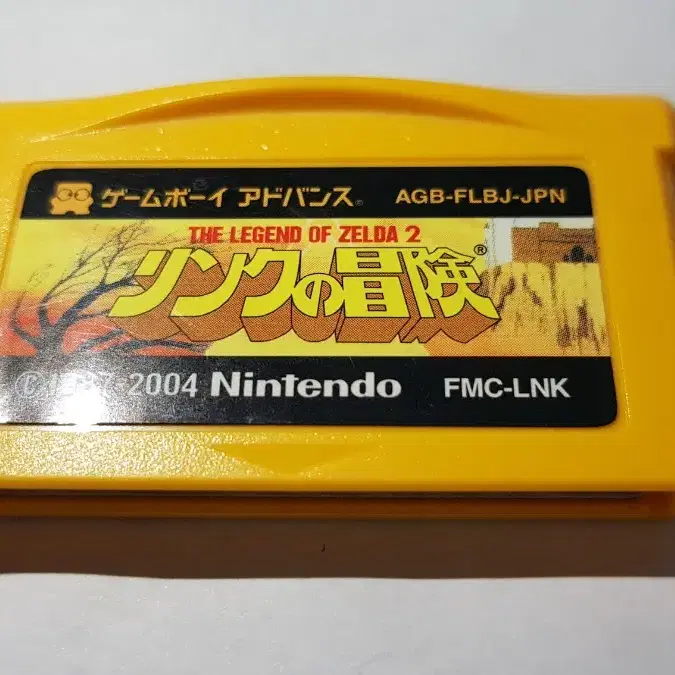 ゲームボーイ アドバンス® AGB-FLBJ-JPN
THE LEGEND OF ZELDA 2
リンクの冒険®
© 1987-2004 Nintendo FMC-LNK